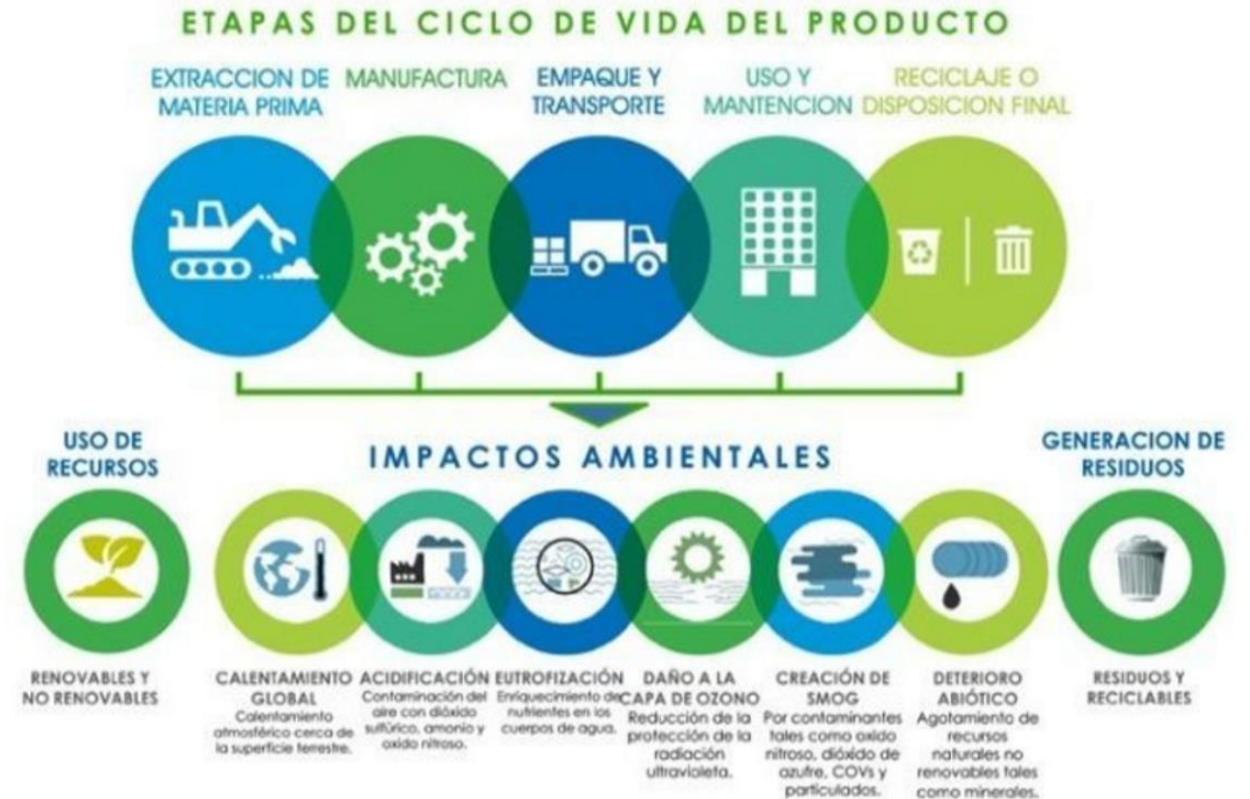 ETAPAS DEL CICLO DE VIDA DEL PRODUCTO
EXTRACCION DE
MATERIA PRIMA
MANUFACTURA
EMPAQUE Y
TRANSPORTE
USO Y
MANTENCION
RECICLAJE O
DISPOSICION FINAL
USO DE
RECURSOS
IMPACTOS AMBIENTALES
GENERACION DE
RESIDUOS
RENOVABLES Y
NO RENOVABLES
CALENTAMIENTO
GLOBAL
Calentamiento
atmosférico cerca de
la superficie terrestre.
ACIDIFICACIÓN
Contaminación del
aire con dióxido
sulfúrico, amonio y
oxido nitroso.
EUTROFIZACIÓN
Enriquecimiento de
nutrientes en los
cuerpos de agua.
DAÑO A LA
CAPA DE OZONO
Reducción de la
protección de la
radiación
ultravioleta.
CREACIÓN DE
SMOG
Por contaminantes
tales como oxido
nitroso, dióxido de
azufre, COVs y
particulados.
DETERIORO
ABIÓTICO
Agotamiento de
recursos
naturales no
renovables tales
como minerales.
RESIDUOS Y
RECICLABLES